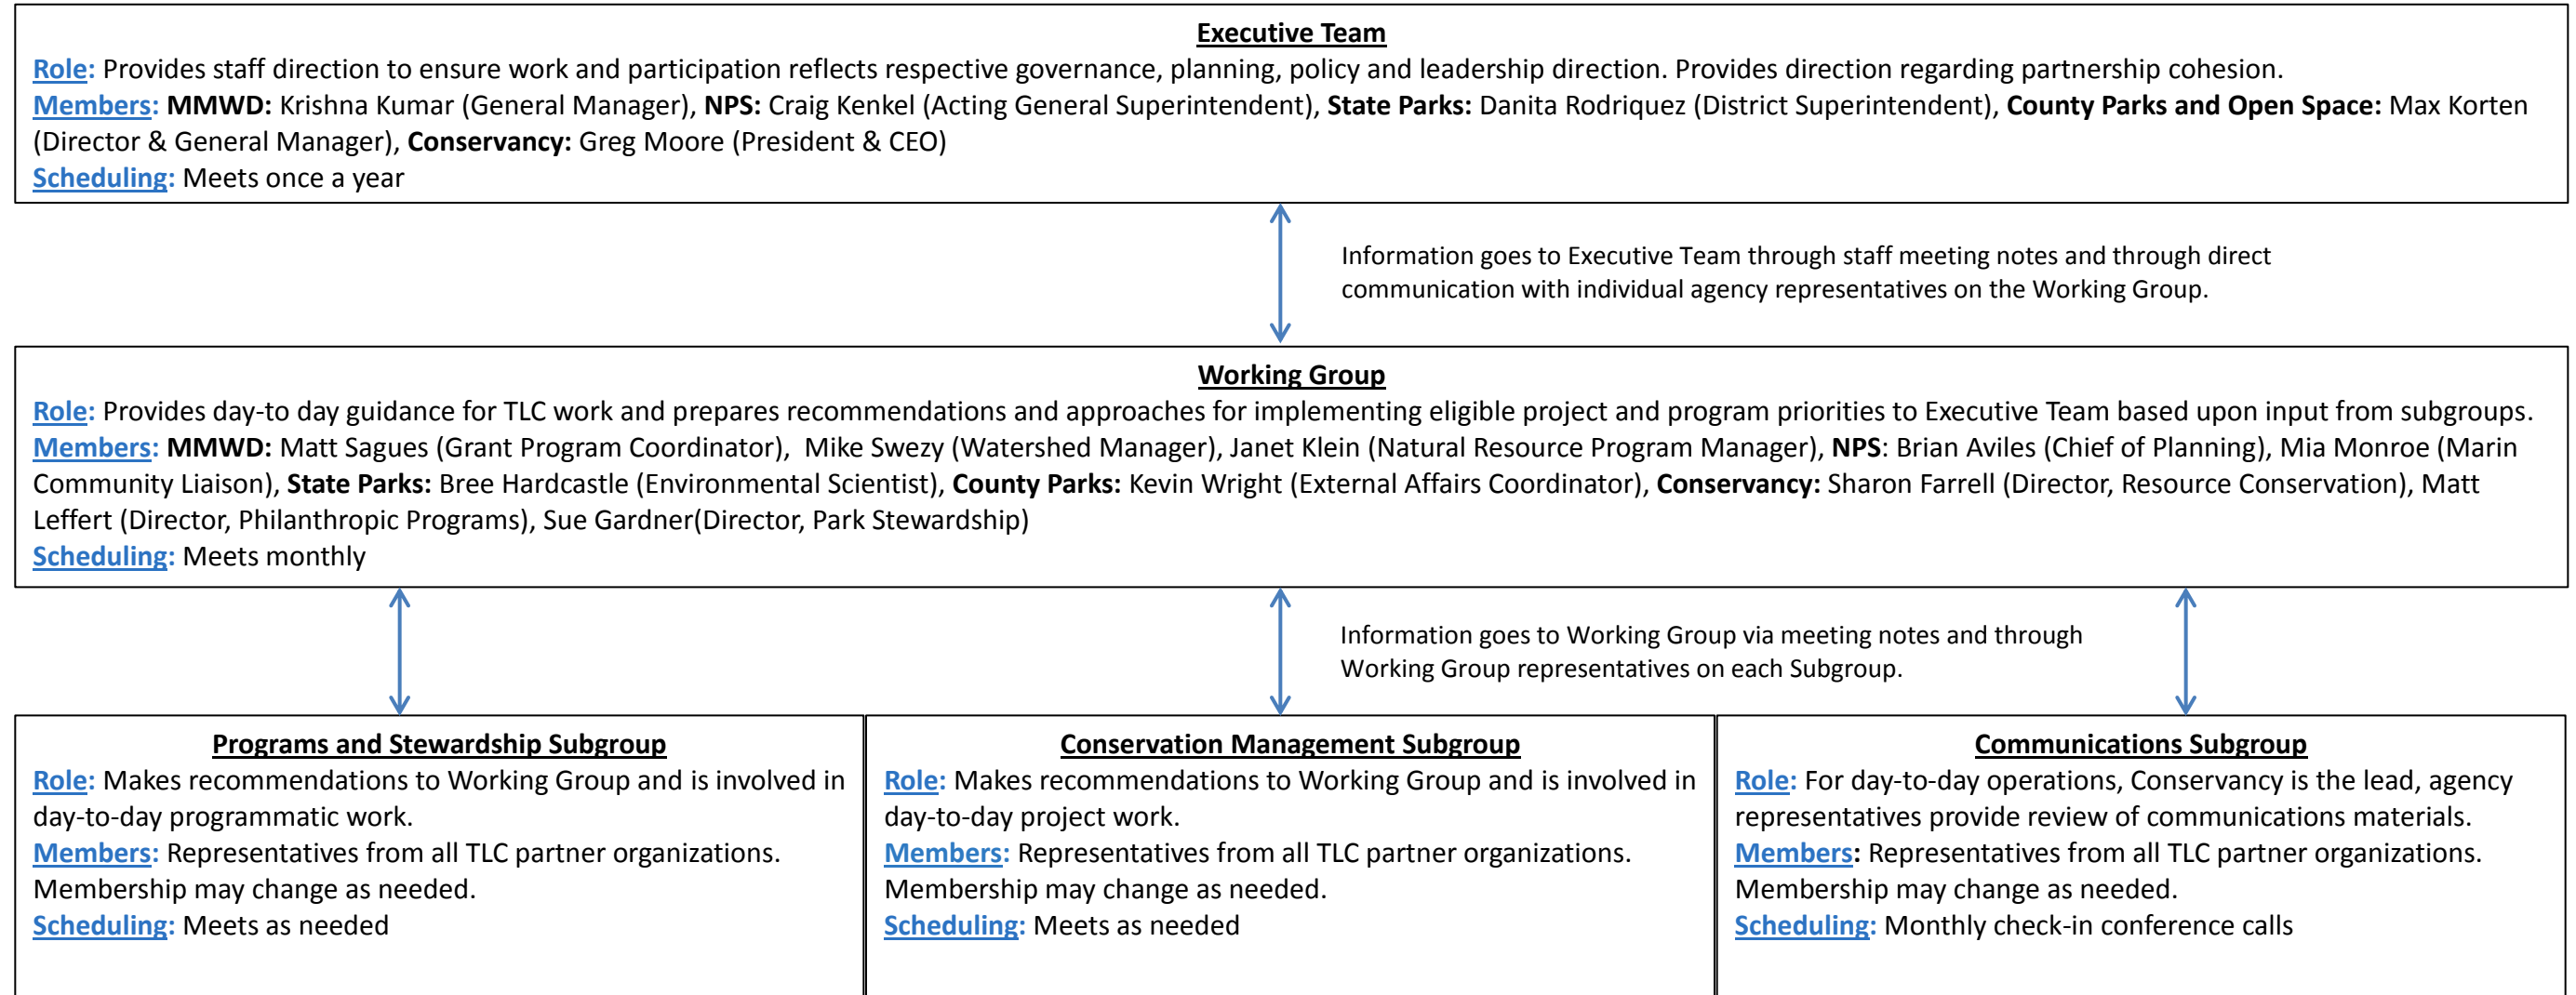 Executive Team
Role: Provides staff direction to ensure work and participation reflects respective governance, planning, policy and leadership direction. Provides direction regarding partnership cohesion.
Members: MMWD: Krishna Kumar (General Manager), NPS: Craig Kenkel (Acting General Superintendent), State Parks: Danita Rodriquez (District Superintendent), County Parks and Open Space: Max Korten
(Director & General Manager), Conservancy: Greg Moore (President & CEO)
Scheduling: Meets once a year
Information goes to Executive Team through staff meeting notes and through direct
communication with individual agency representatives on the Working Group.
Working Group
Role: Provides day-to day guidance for TLC work and prepares recommendations and approaches for implementing eligible project and program priorities to Executive Team based upon input from subgroups.
Members: MMWD: Matt Sagues (Grant Program Coordinator),  Mike Swezy (Watershed Manager), Janet Klein (Natural Resource Program Manager), NPS: Brian Aviles (Chief of Planning), Mia Monroe (Marin
Community Liaison), State Parks: Bree Hardcastle (Environmental Scientist), County Parks: Kevin Wright (External Affairs Coordinator), Conservancy: Sharon Farrell (Director, Resource Conservation), Matt
Leffert (Director, Philanthropic Programs), Sue Gardner(Director, Park Stewardship)
Scheduling: Meets monthly
Information goes to Working Group via meeting notes and through
Working Group representatives on each Subgroup.
Programs and Stewardship Subgroup
Role: Makes recommendations to Working Group and is involved in
day-to-day programmatic work.
Members: Representatives from all TLC partner organizations.
Membership may change as needed.
Scheduling: Meets as needed
Conservation Management Subgroup
Role: Makes recommendations to Working Group and is involved in
day-to-day project work.
Members: Representatives from all TLC partner organizations.
Membership may change as needed.
Scheduling: Meets as needed
Communications Subgroup
Role: For day-to-day operations, Conservancy is the lead, agency
representatives provide review of communications materials.
Members: Representatives from all TLC partner organizations.
Membership may change as needed.
Scheduling: Monthly check-in conference calls